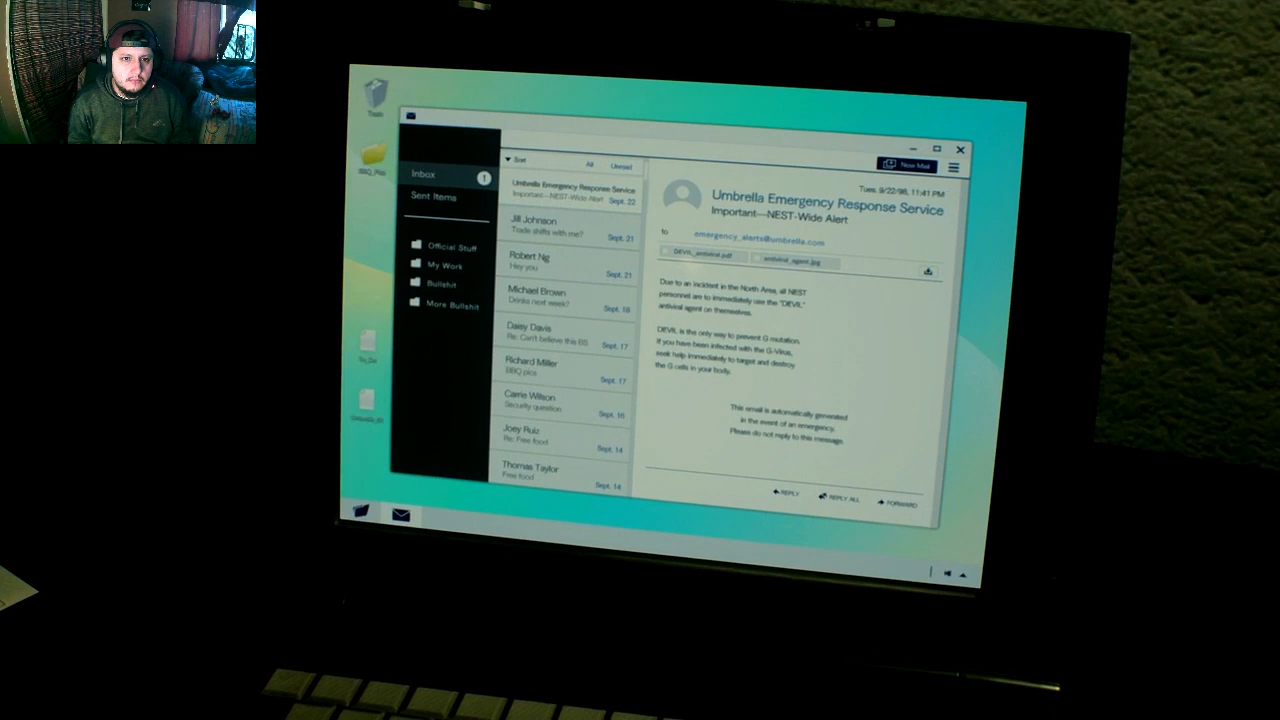 Trash
BBQ_Pics
To_Do
Inbox
1
Sent Items
Official Stuff
My Work
Bullshit
More Bullshit
Sort All Unread
Umbrella Emergency Response Service
Important—NEST-Wide Alert Sept. 22
Jill Johnson
Trade shifts with me? Sept. 21
Robert Ng
Hey you Sept. 21
Michael Brown
Drinks next week? Sept. 18
Daisy Davis
Re: Can't believe this BS Sept. 17
Richard Miller
BBQ pics Sept. 17
Carrie Wilson
Security question Sept. 16
Joey Ruiz
Re: Free food Sept. 14
Thomas Taylor
Free food Sept. 14
New Mail
Tues. 9/22/98, 11:41 PM
Umbrella Emergency Response Service
Important—NEST-Wide Alert
to emergency_alerts@umbrella.com
DEVIL_antiviral.pdf antiviral_agent.jpg
Due to an incident in the North Area, all NEST
personnel are to immediately use the "DEVIL"
antiviral agent on themselves.
DEVIL is the only way to prevent G mutation.
If you have been infected with the G-Virus,
seek help immediately to target and destroy
the G cells in your body.
This email is automatically generated
in the event of an emergency.
Please do not reply to this message.
REPLY REPLY ALL FORWARD